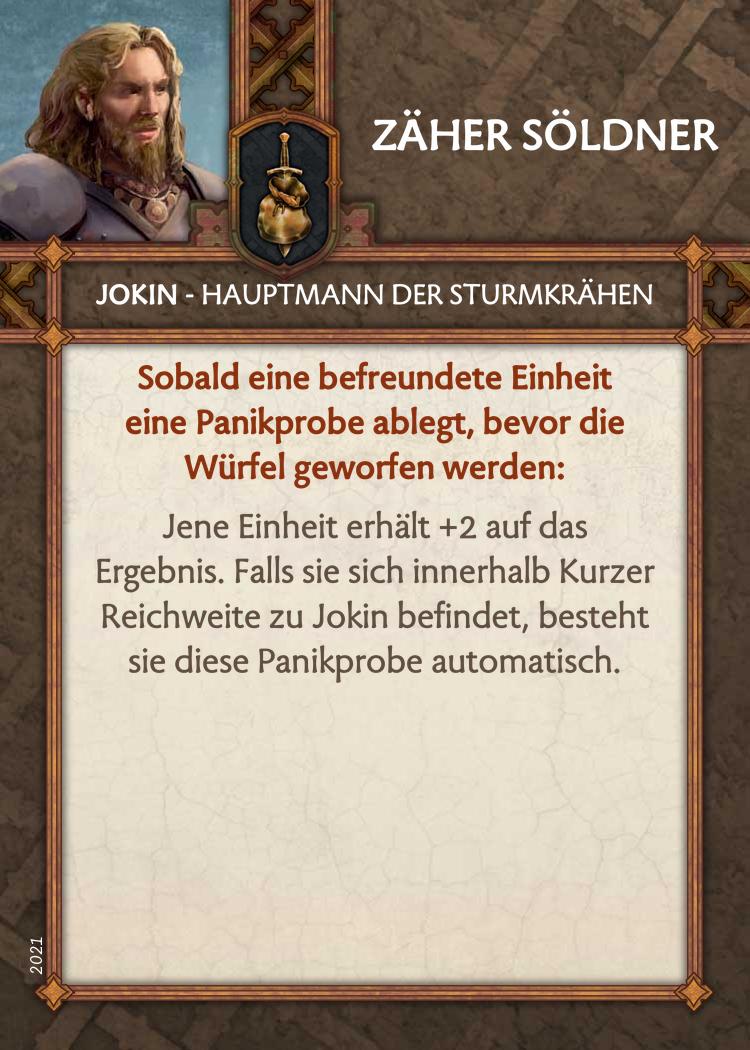 ZÄHER SÖLDNER
JOKIN - HAUPTMANN DER STURMKRÄHEN
Sobald eine befreundete Einheit
eine Panikprobe ablegt, bevor die
Würfel geworfen werden:
Jene Einheit erhält +2 auf das
Ergebnis. Falls sie sich innerhalb Kurzer
Reichweite zu Jokin befindet, besteht
sie diese Panikprobe automatisch.
2021